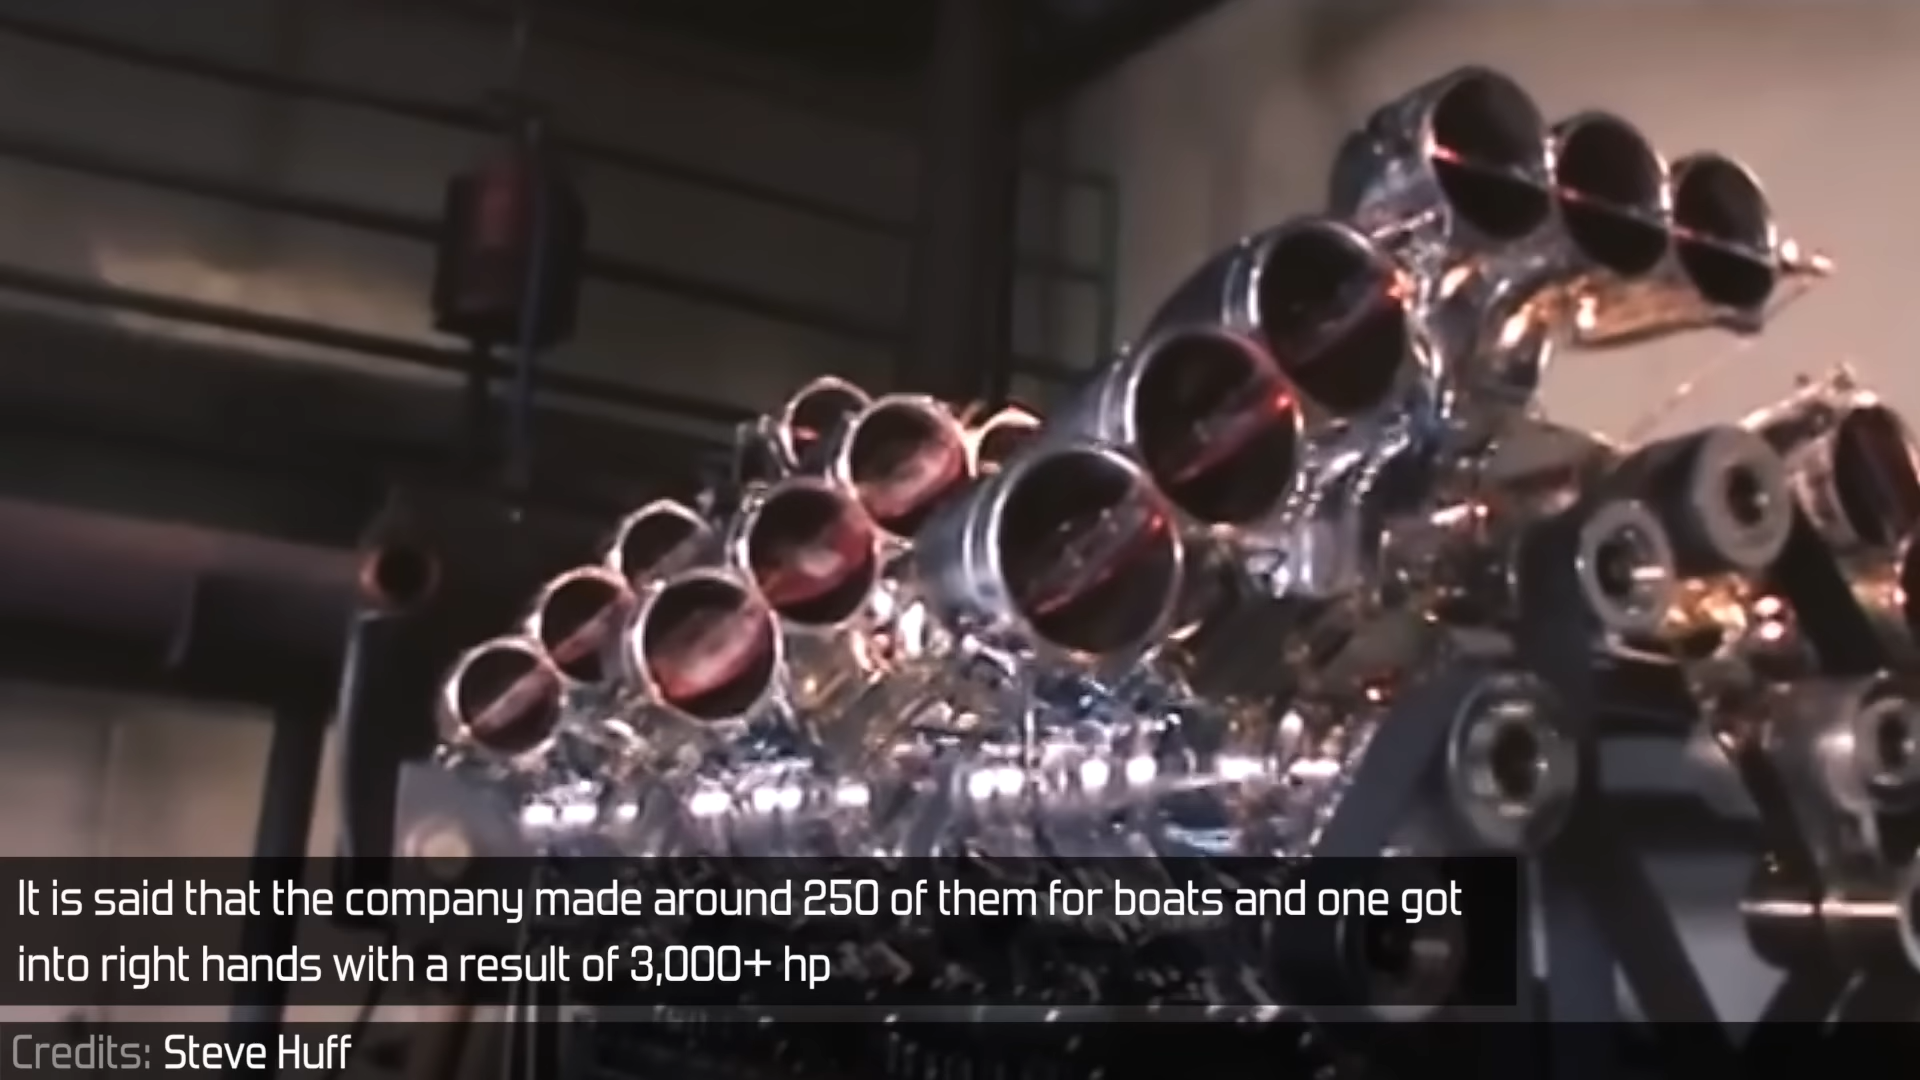 It is said that the company made around 250 of them for boats and one got
into right hands with a result of 3,000+ hp
Credits: Steve Huff